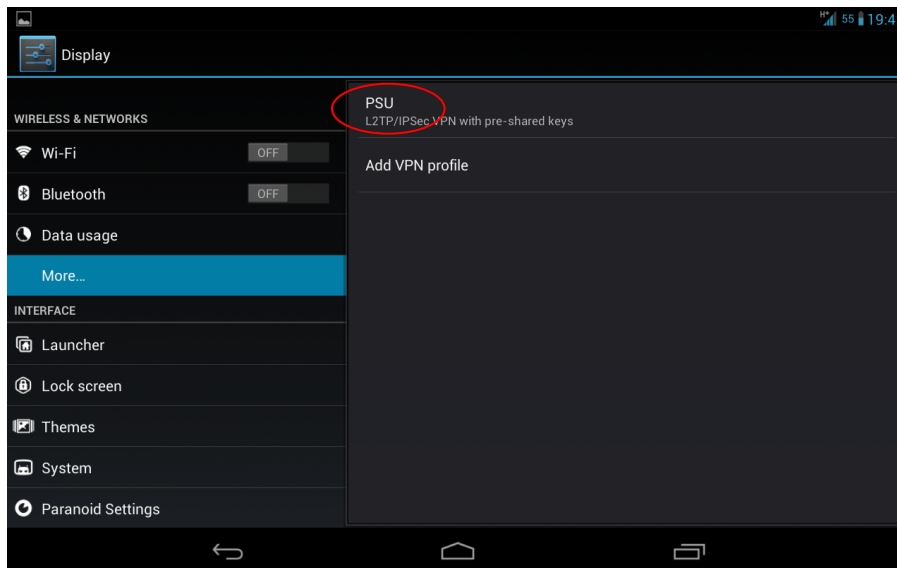 H+ 55 19:4
Display
WIRELESS & NETWORKS
Wi-Fi OFF
Bluetooth OFF
Data usage
More...
INTERFACE
Launcher
Lock screen
Themes
System
Paranoid Settings
PSU
L2TP/IPSec VPN with pre-shared keys
Add VPN profile